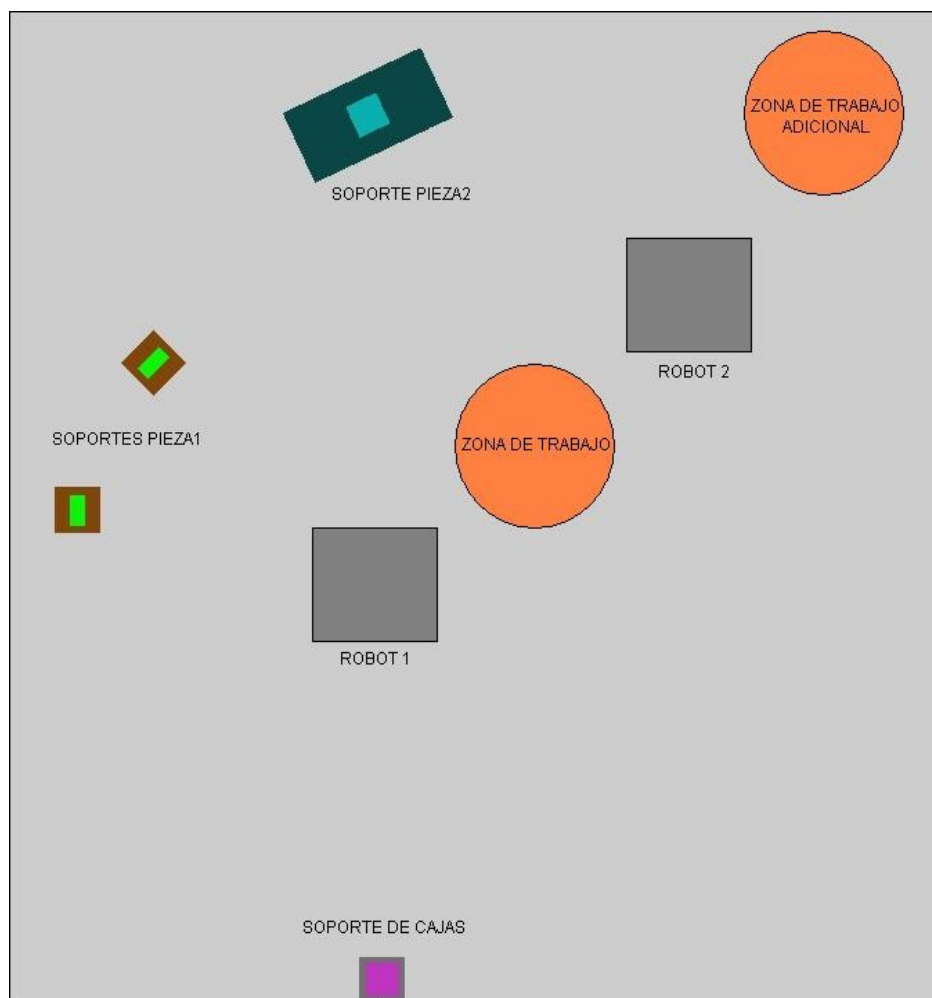 ZONA DE TRABAJO
ADICIONAL
SOPORTE PIEZA2
ROBOT 2
SOPORTES PIEZA1
ZONA DE TRABAJO
ROBOT 1
SOPORTE DE CAJAS